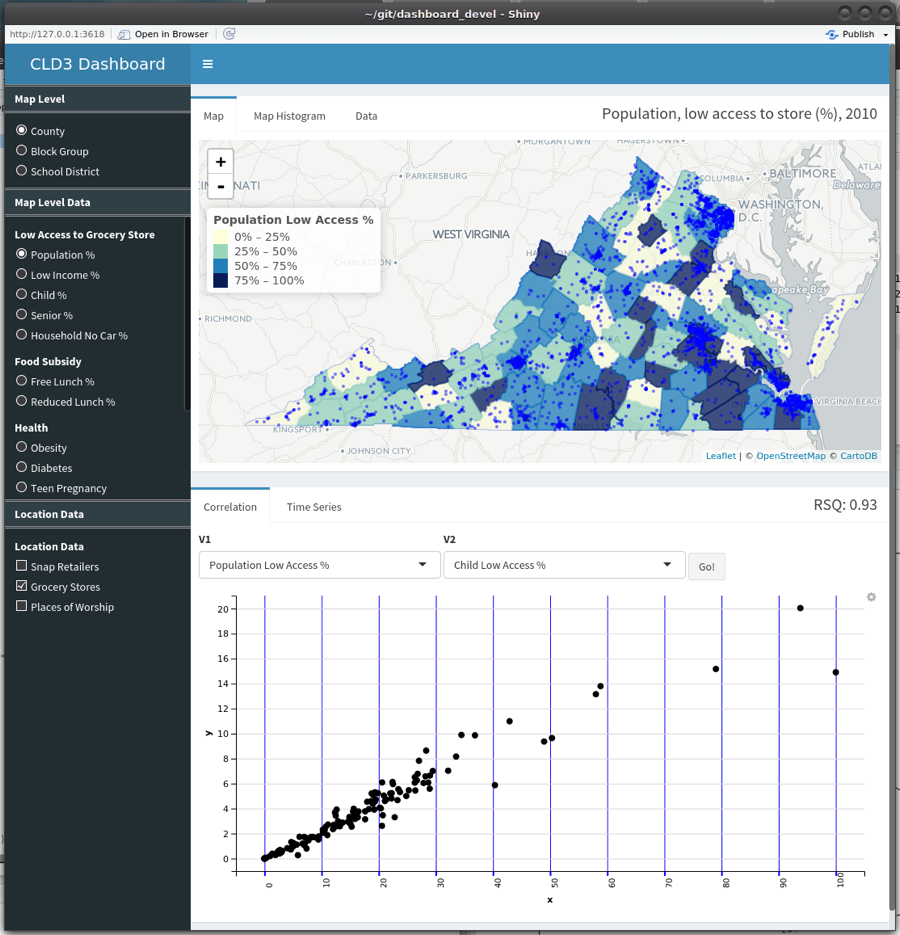 ~/git/dashboard_devel - Shiny
http://127.0.0.1:3618
Open in Browser
Publish
CLD3 Dashboard
Map Level
County
Block Group
School District
Map Level Data
Low Access to Grocery Store
Population %
Low Income %
Child %
Senior %
Household No Car %
Food Subsidy
Free Lunch %
Reduced Lunch %
Health
Obesity
Diabetes
Teen Pregnancy
Location Data
Location Data
Snap Retailers
Grocery Stores
Places of Worship
Map
Map Histogram
Data
Population, low access to store (%), 2010
+
-
MORGANTOWN
HAGERSTOWN
PARKERSBURG
COLUMBIA
BALTIMORE
Delaware
WASHINGTON,
D.C.
WEST VIRGINIA
Population Low Access %
0% – 25%
25% – 50%
50% – 75%
75% – 100%
CHARLESTON
apeake Bay
RICHMOND
VIRGINIA BEACH
KINGSPORT
JOHNSON CITY
Leaflet | © OpenStreetMap © CartoDB
Correlation
Time Series
RSQ: 0.93
V1
V2
Population Low Access %
Child Low Access %
Go!
20
18
16
14
12
10
8
6
4
2
0
y
0
10
20
30
40
50
60
70
80
90
100
x